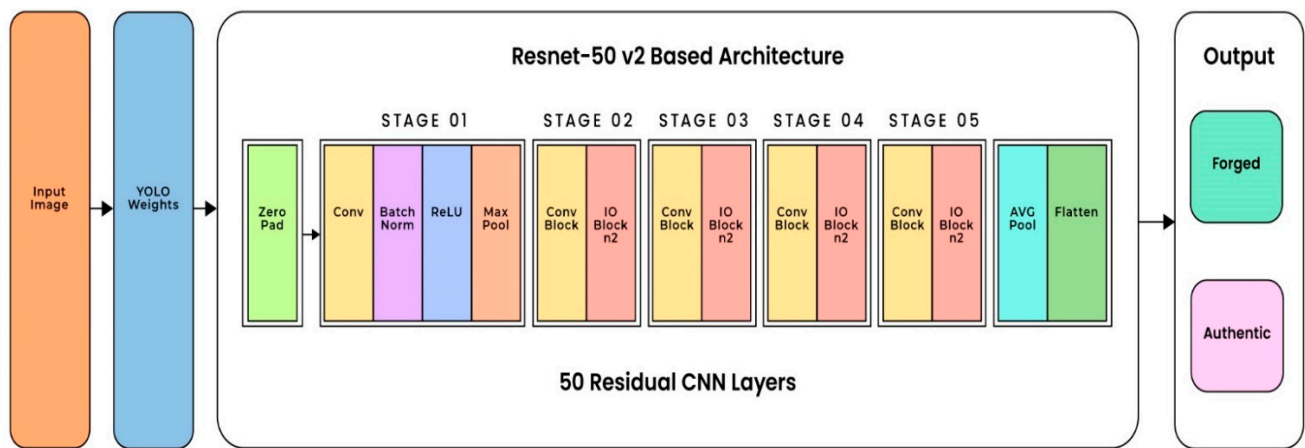 Resnet-50 v2 Based Architecture
Output
STAGE 01
STAGE 02
STAGE 03
STAGE 04
STAGE 05
Input
Image
YOLO
Weights
Zero
Pad
Conv
Batch
Norm
ReLU
Max
Pool
Conv
Block
IO
Block
n2
Conv
Block
IO
Block
n2
Conv
Block
IO
Block
n2
Conv
Block
IO
Block
n2
AVG
Pool
Flatten
Forged
Authentic
50 Residual CNN Layers